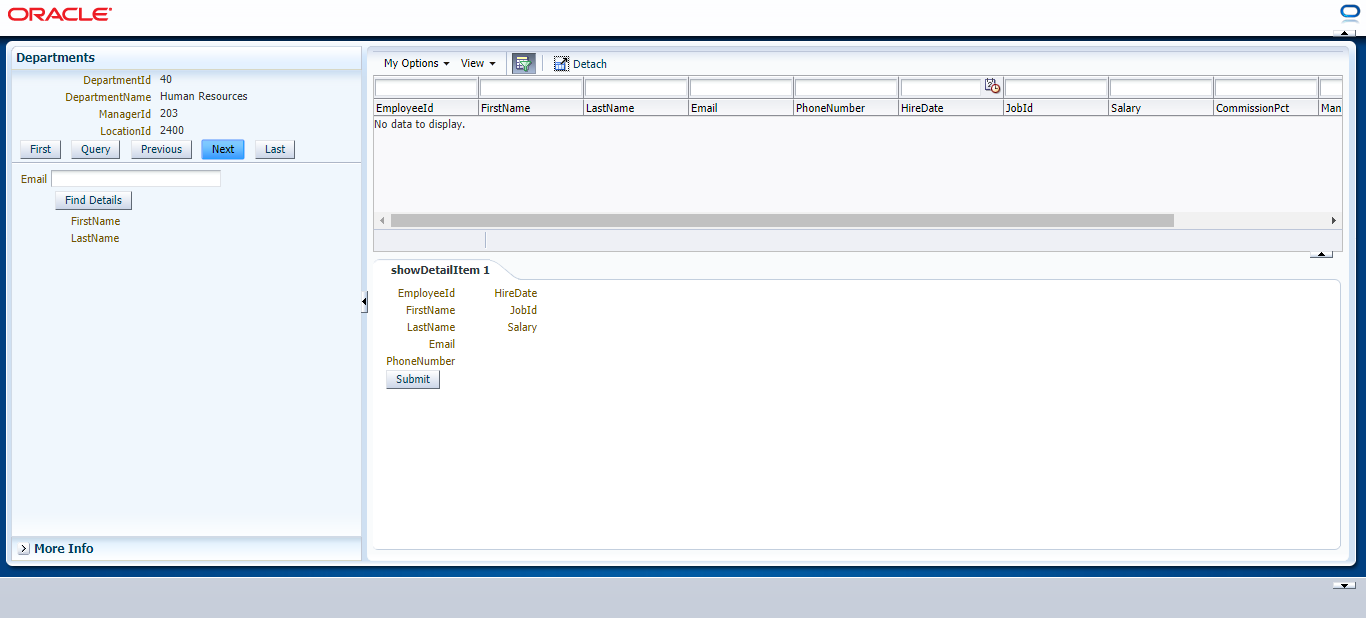 ORACLE
Departments
DepartmentId 40
DepartmentName Human Resources
ManagerId 203
LocationId 2400
First Query Previous Next Last
Email
Find Details
FirstName
LastName
More Info
My Options View Detach
EmployeeId FirstName LastName Email PhoneNumber HireDate JobId Salary CommissionPct Man
No data to display.
showDetailItem 1
EmployeeId HireDate
FirstName JobId
LastName Salary
Email
PhoneNumber
Submit